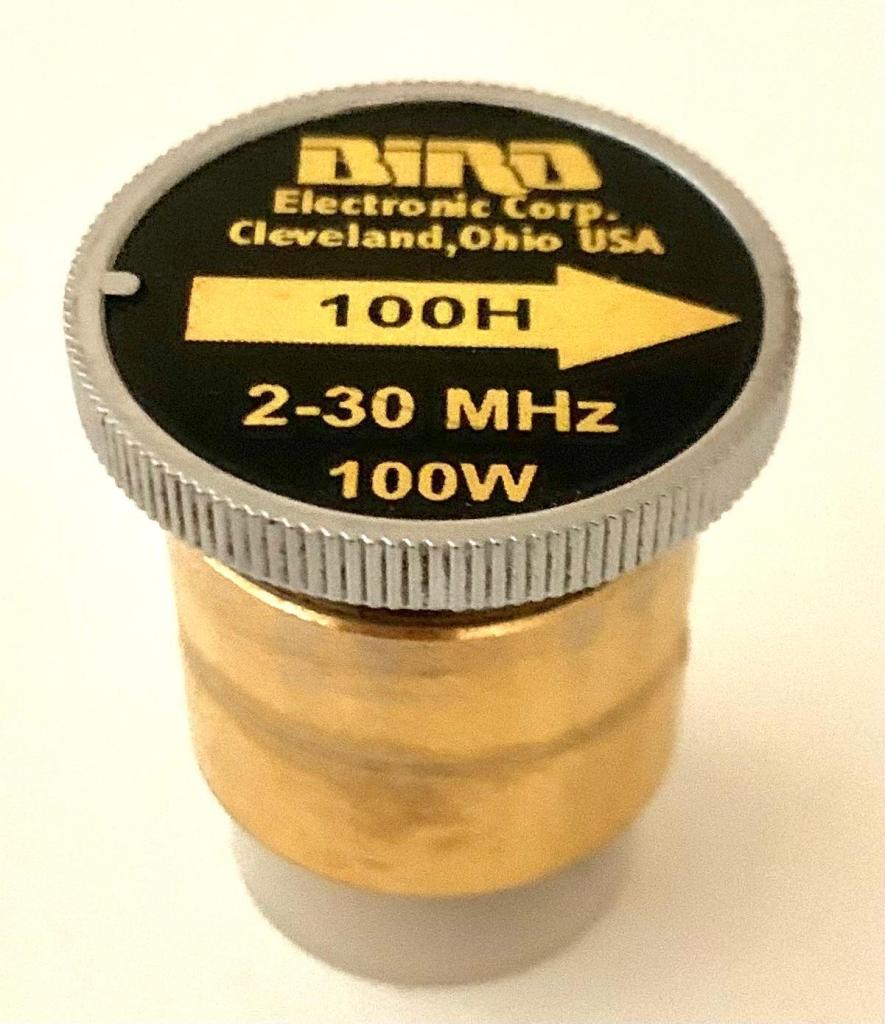 BIRD
Electronic Corp.
Cleveland,Ohio USA
100H
2-30 MHz
100W